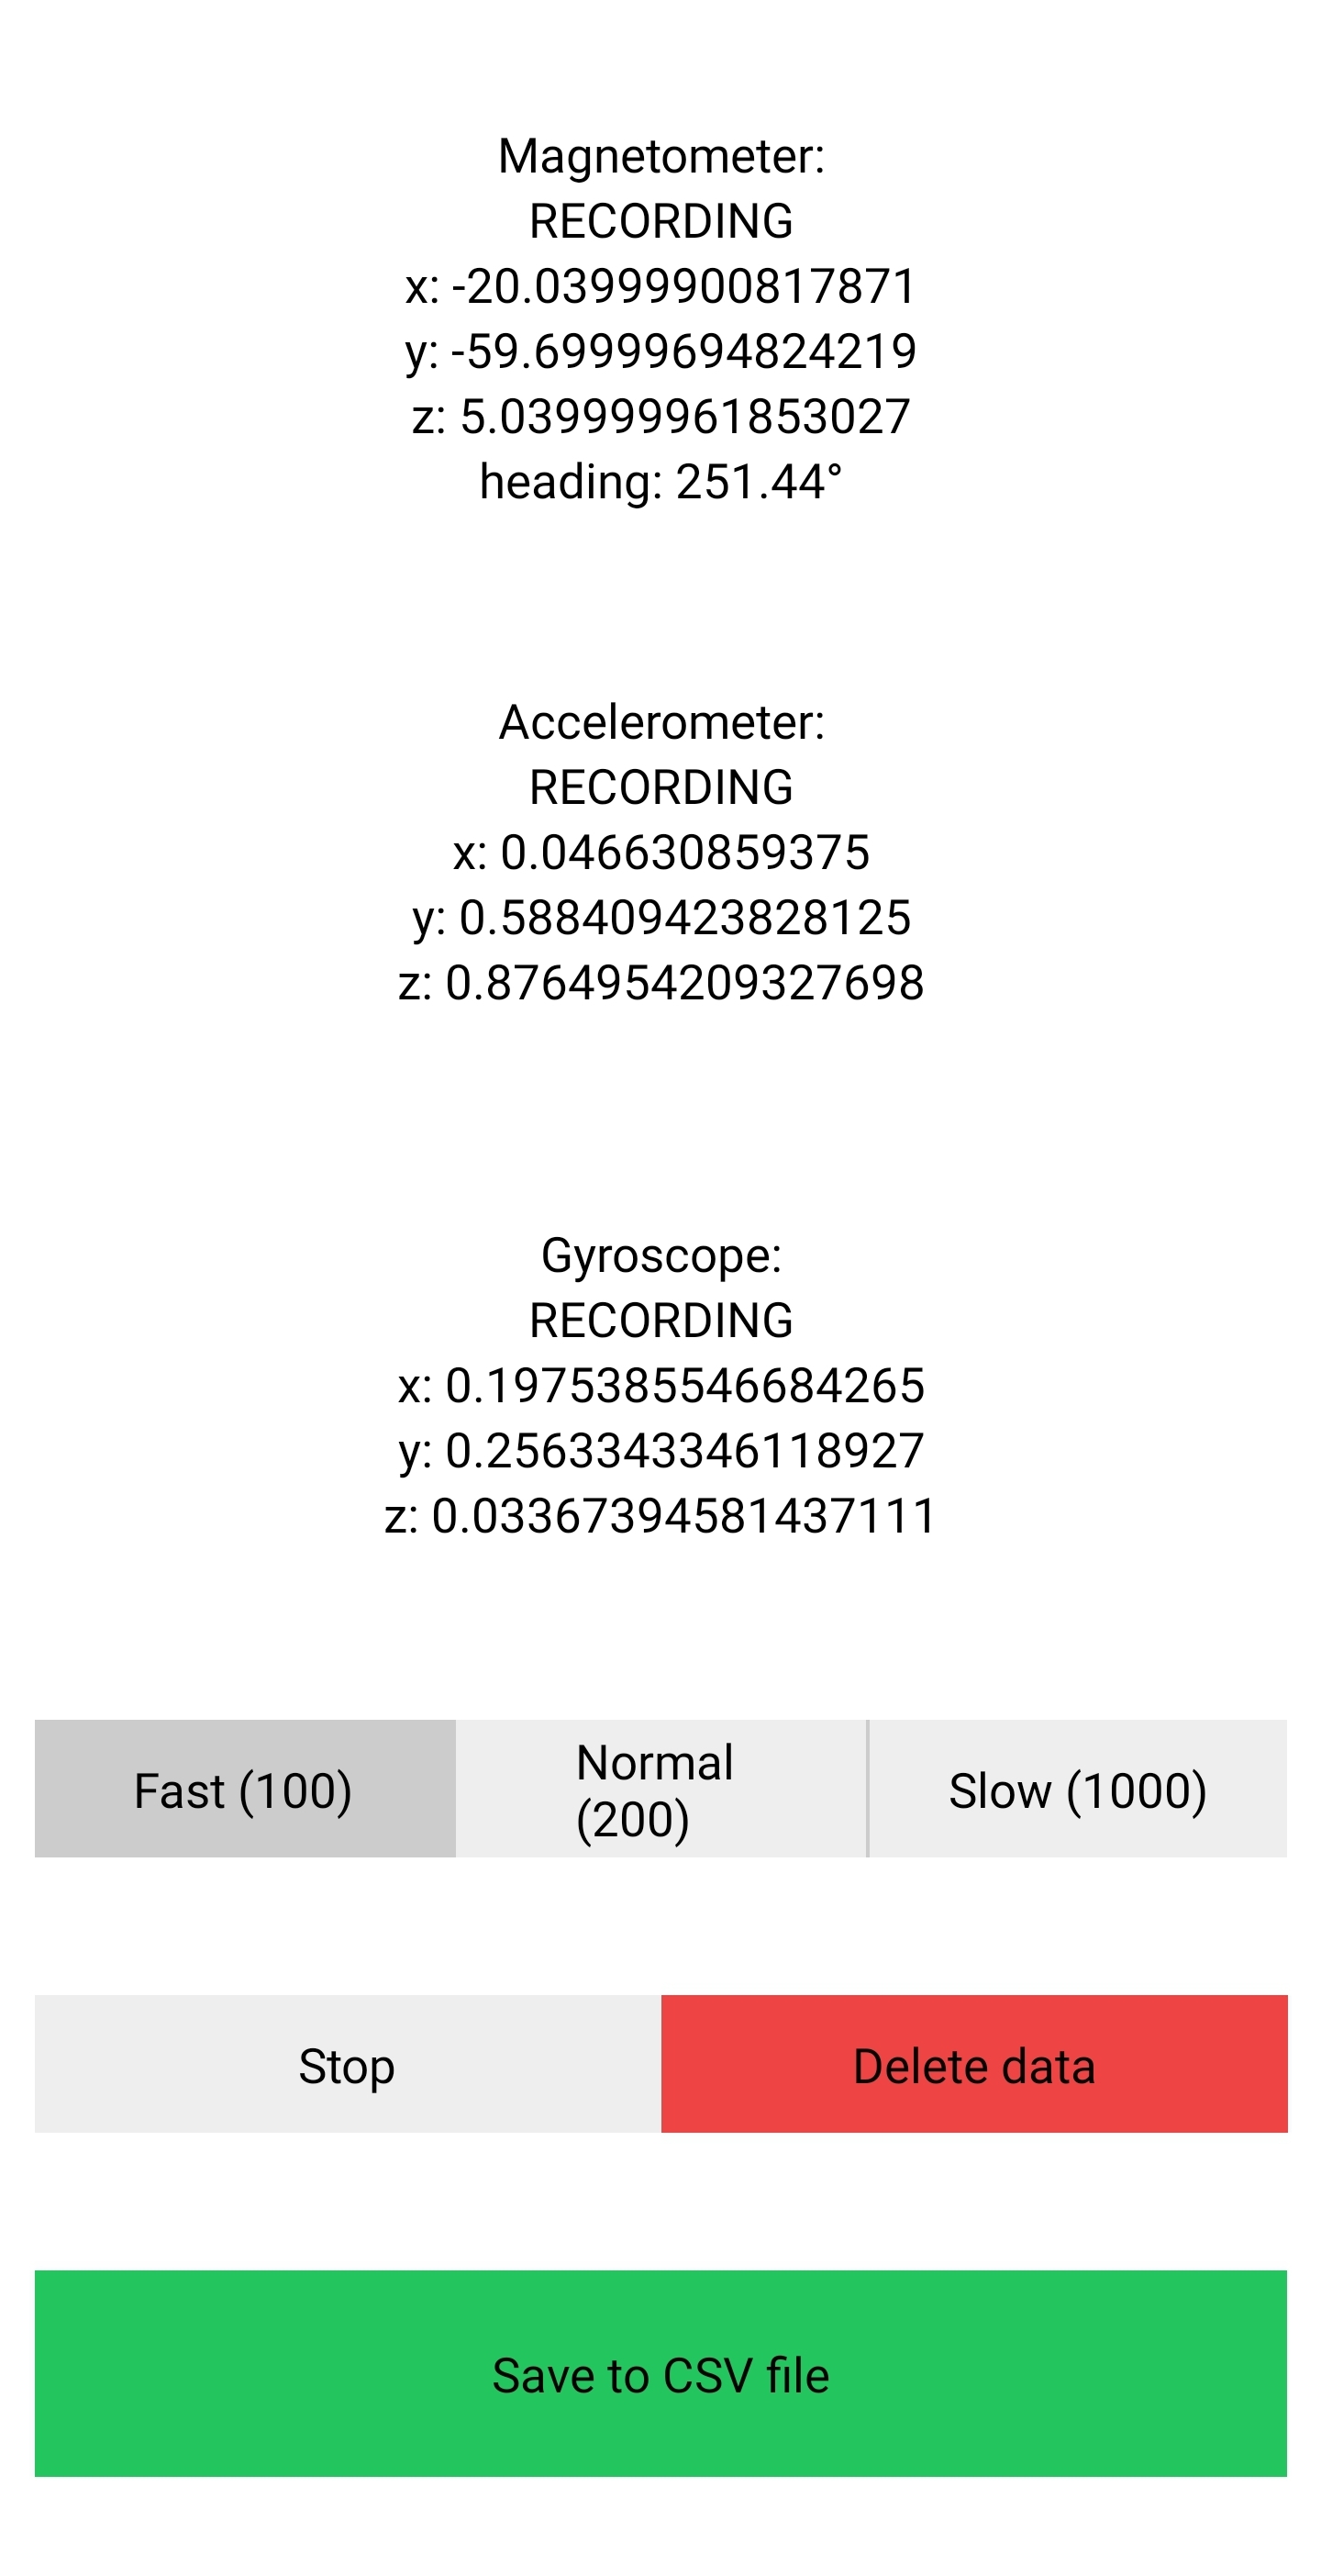 Magnetometer:
RECORDING
x: -20.03999900817871
y: -59.69999694824219
z: 5.039999961853027
heading: 251.44°
Accelerometer:
RECORDING
x: 0.046630859375
y: 0.588409423828125
z: 0.8764954209327698
Gyroscope:
RECORDING
x: 0.1975385546684265
y: 0.2563343346118927
z: 0.03367394581437111
Fast (100)
Normal
(200)
Slow (1000)
Stop
Delete data
Save to CSV file